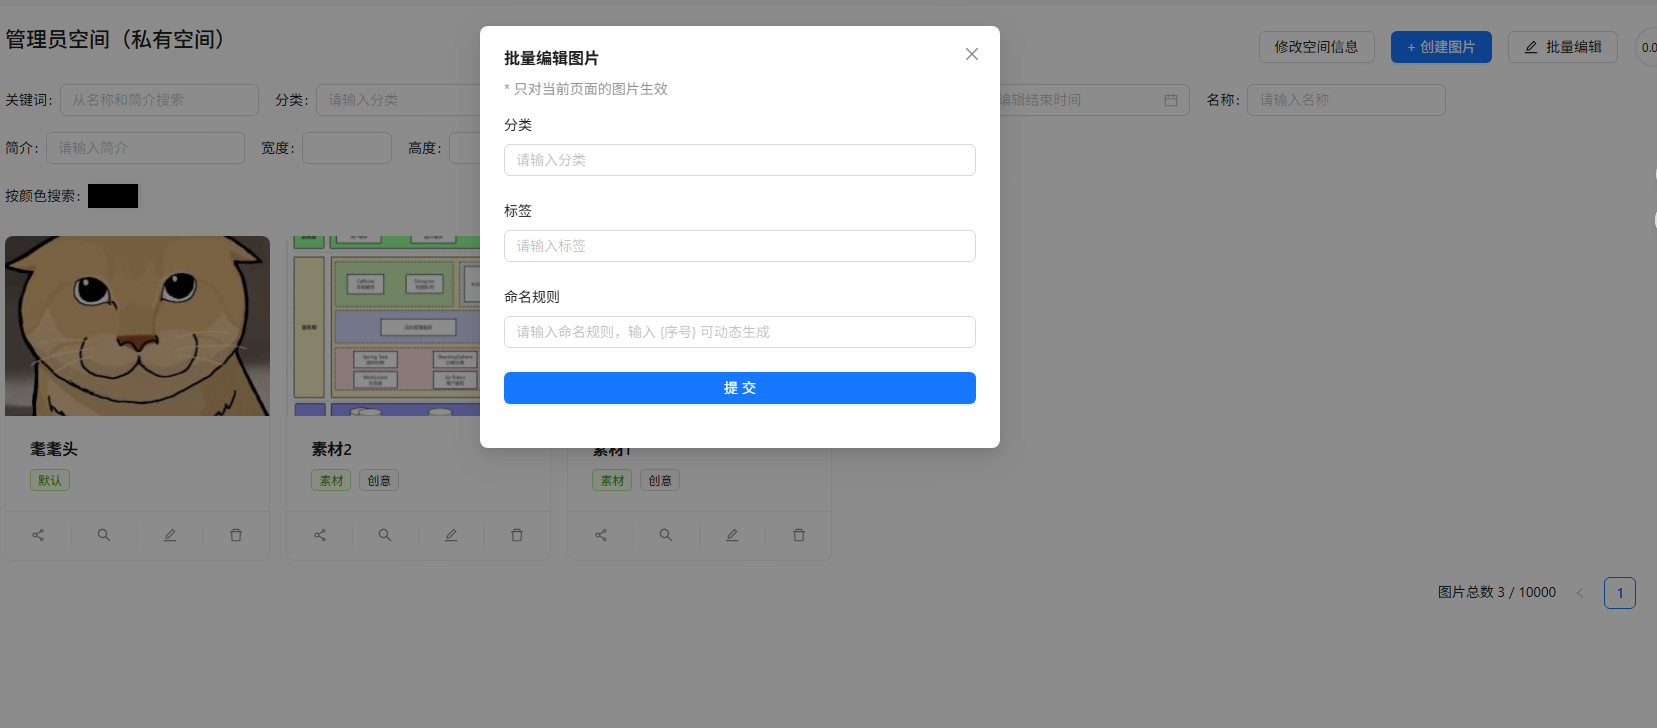 管理员空间（私有空间）
修改空间信息
+ 创建图片
批量编辑
关键词: 从名称和简介搜索
分类: 请输入分类
编辑结束时间
名称: 请输入名称
简介: 请输入简介
宽度:
高度:
按颜色搜索:
批量编辑图片
* 只对当前页面的图片生效
分类
请输入分类
标签
请输入标签
命名规则
请输入命名规则，输入 {序号} 可动态生成
提 交
Spring Task
WebSocket
耄耄头
默认
素材2
素材 创意
素材1
素材 创意
图片总数 3 / 10000
1